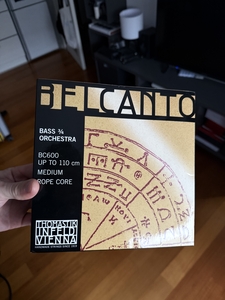 BELCANTO
BASS ¾
ORCHESTRA
BC600
UP TO 110 cm
MEDIUM
ROPE CORE
THOMASTIK
INFELD
VIENNA